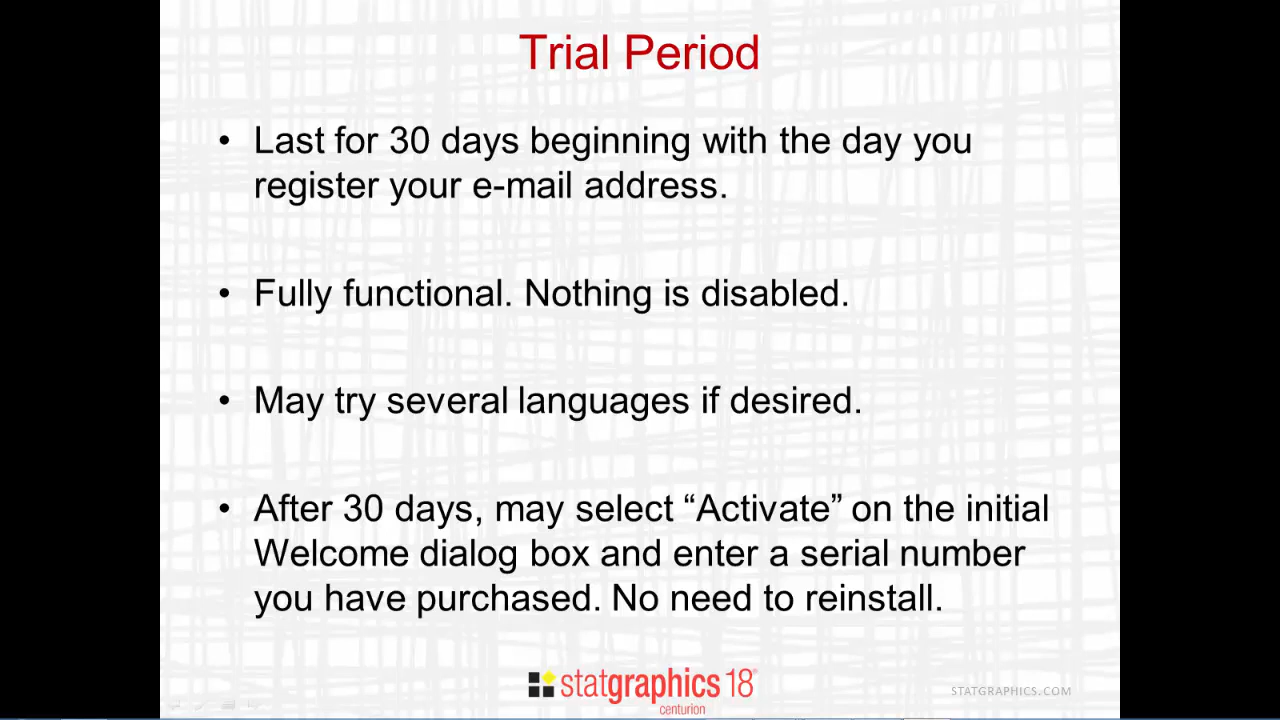 Trial Period
• Last for 30 days beginning with the day you
register your e-mail address.
• Fully functional. Nothing is disabled.
• May try several languages if desired.
• After 30 days, may select “Activate” on the initial
Welcome dialog box and enter a serial number
you have purchased. No need to reinstall.
statgraphics 18®
centurion
STATGRAPHICS.COM